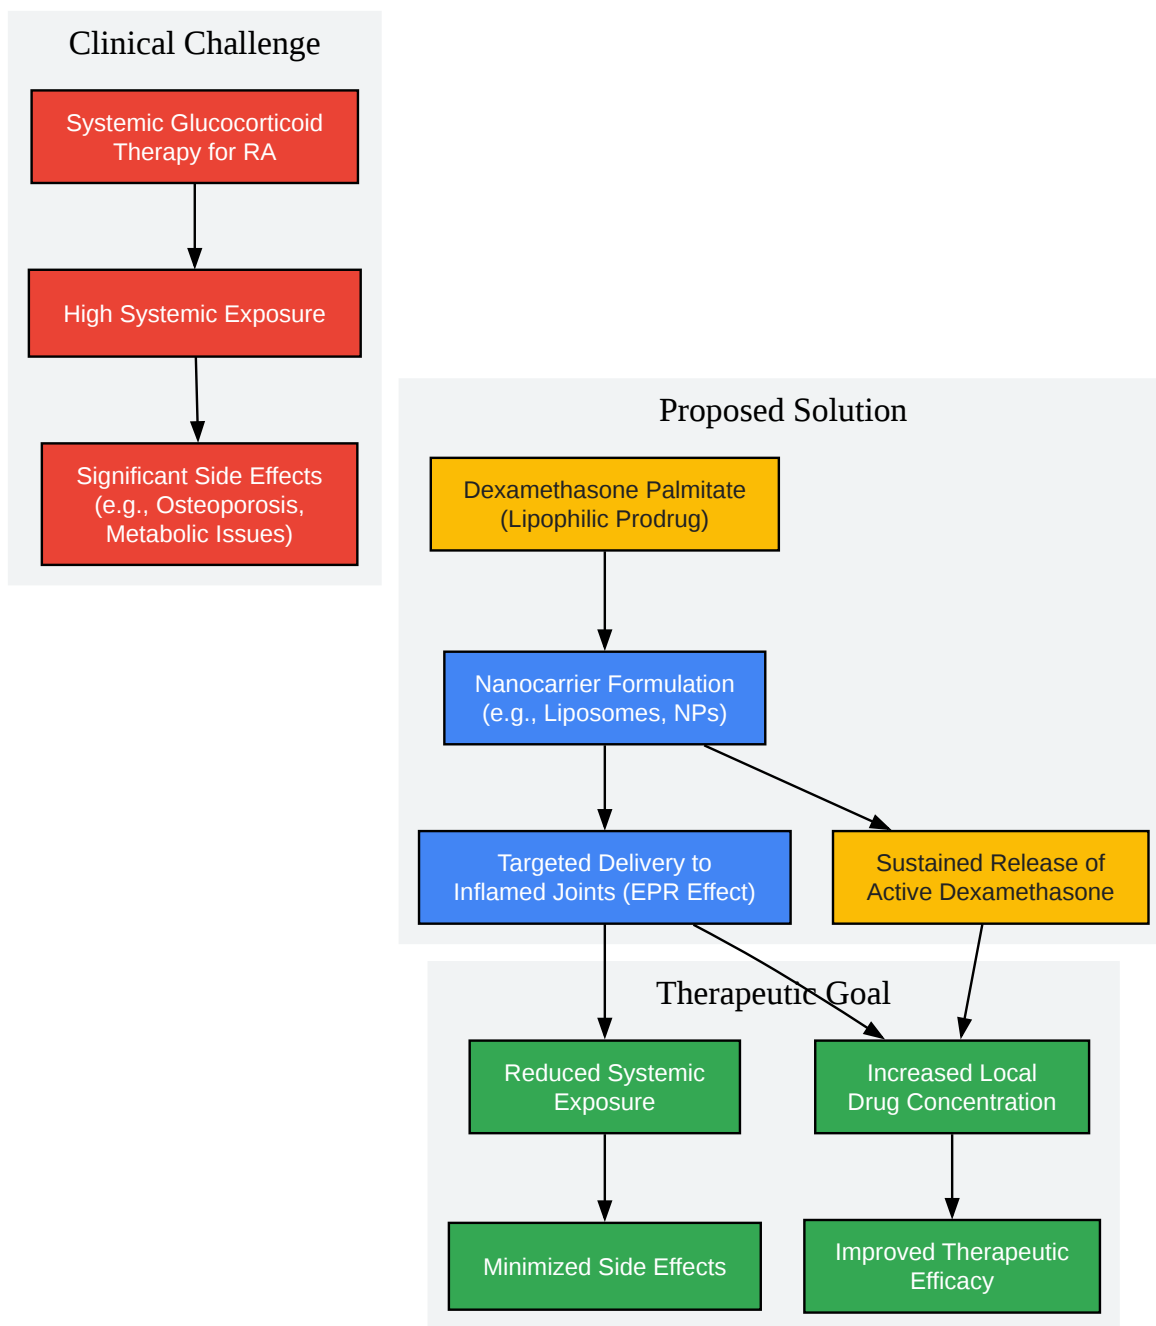 Clinical Challenge
Systemic Glucocorticoid
Therapy for RA
High Systemic Exposure
Significant Side Effects
(e.g., Osteoporosis,
Metabolic Issues)
Proposed Solution
Dexamethasone Palmitate
(Lipophilic Prodrug)
Nanocarrier Formulation
(e.g., Liposomes, NPs)
Targeted Delivery to
Inflamed Joints (EPR Effect)
Sustained Release of
Active Dexamethasone
Therapeutic Goal
Reduced Systemic
Exposure
Increased Local
Drug Concentration
Minimized Side Effects
Improved Therapeutic
Efficacy